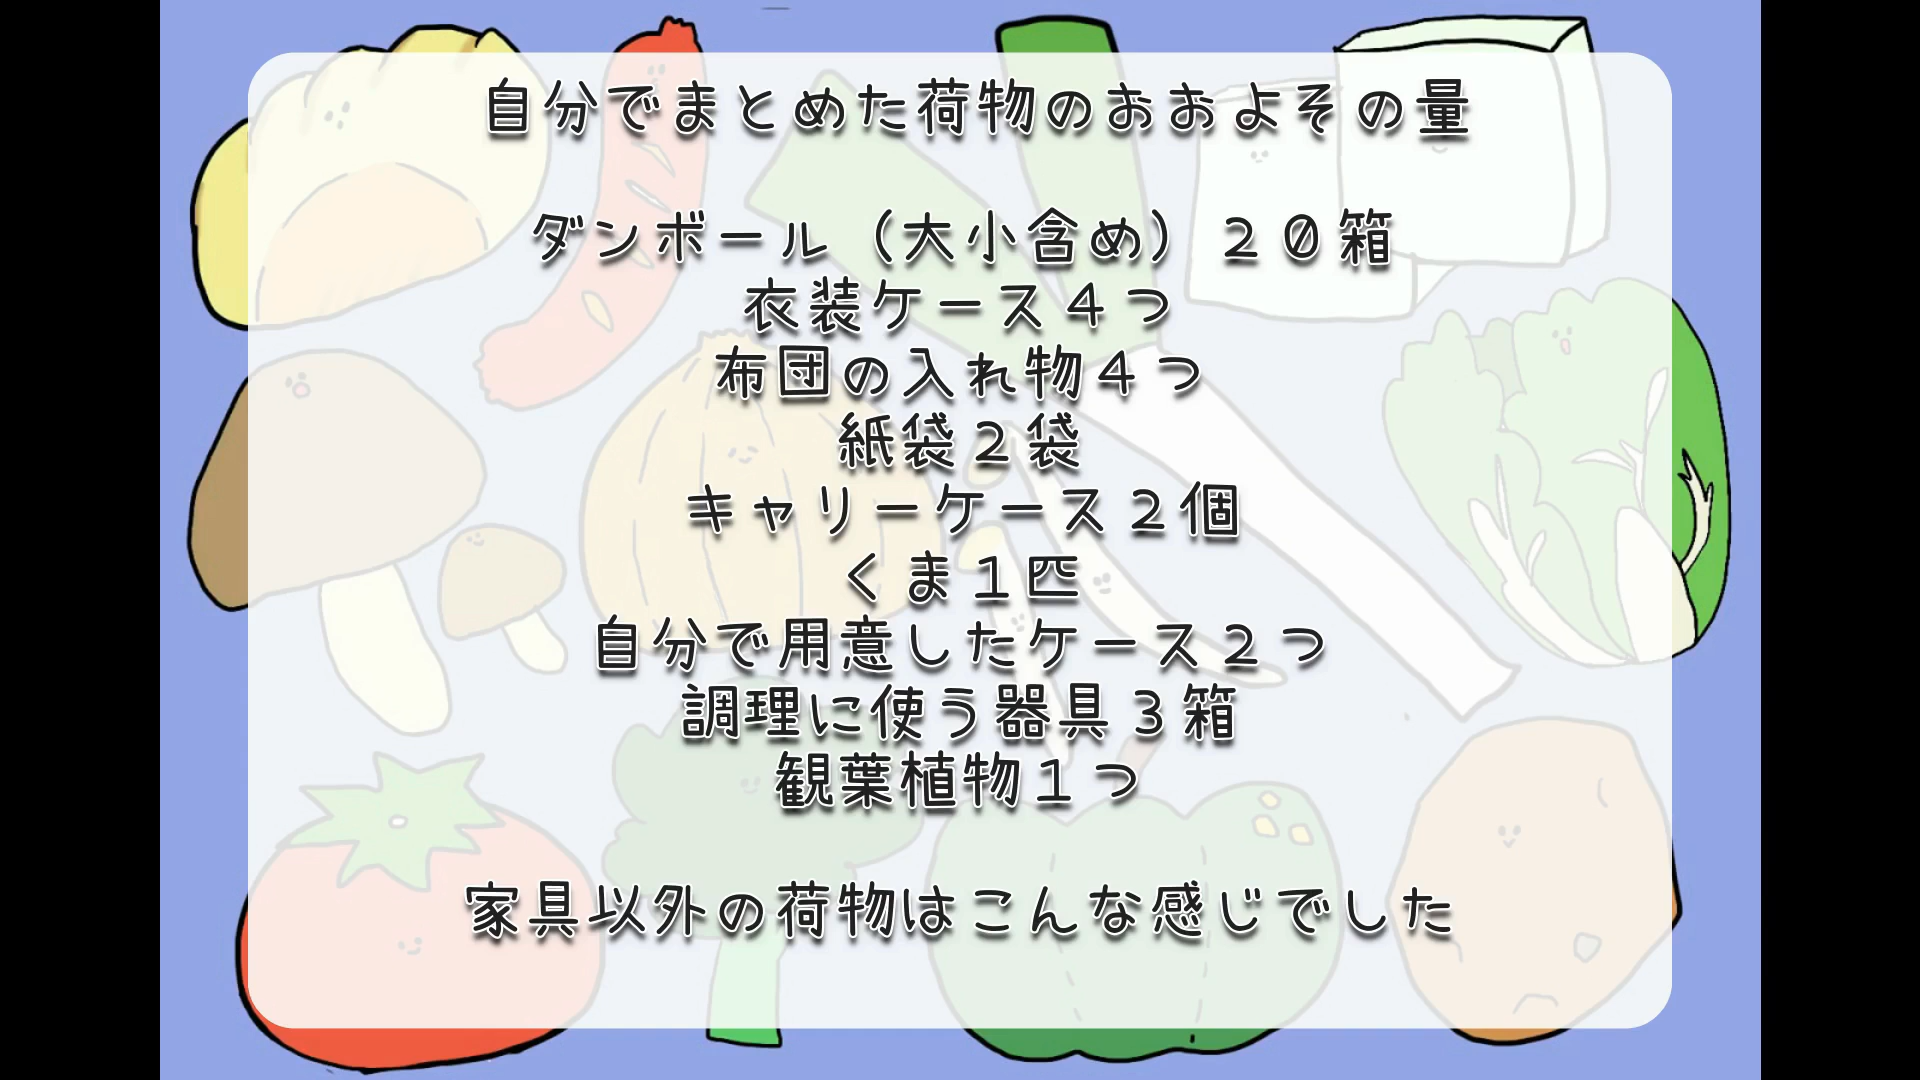 自分でまとめた荷物のおおよその量
ダンボール（大小含め）２０箱
衣装ケース４つ
布団の入れ物４つ
紙袋２袋
キャリーケース２個
くま１匹
自分で用意したケース２つ
調理に使う器具３箱
観葉植物１つ
家具以外の荷物はこんな感じでした